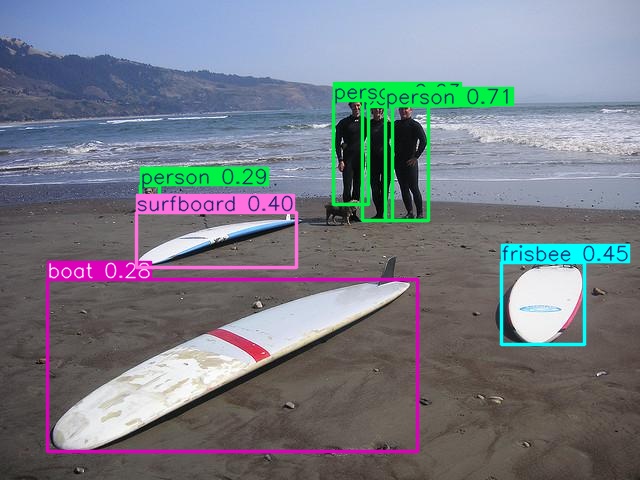 person 0.71
person 0.29
surfboard 0.40
frisbee 0.45
boat 0.28